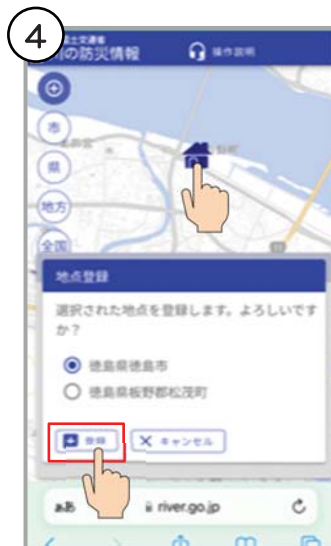 4
国土交通省
川の防災情報
操作説明
市
県
地方
全国
地点登録
選択された地点を登録します。よろしいです
か？
徳島県徳島市
徳島県板野郡松茂町
登録
キャンセル
ぁあ
river.go.jp